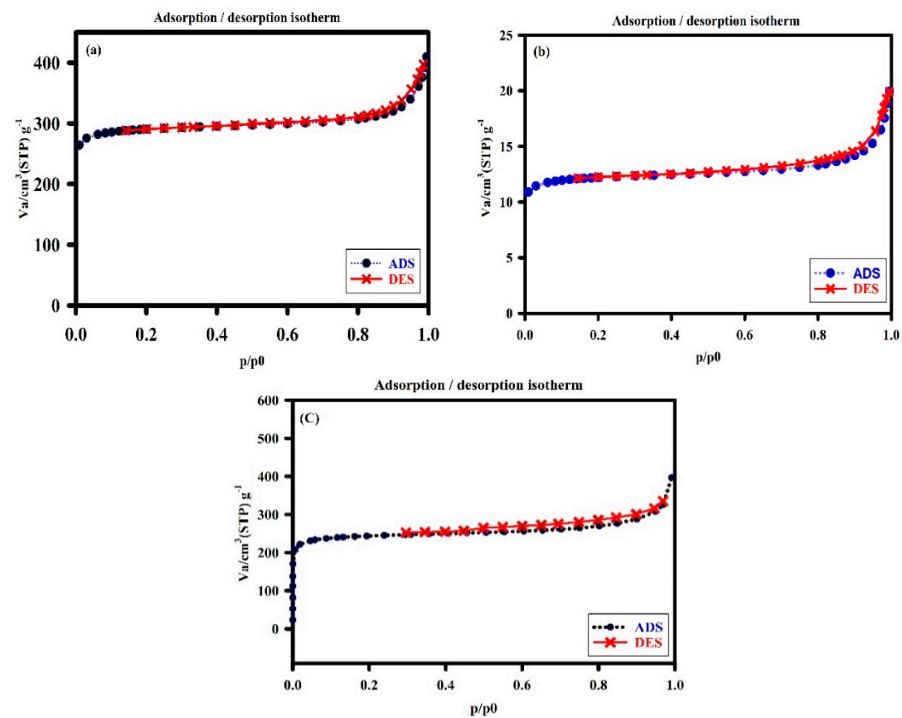 Adsorption / desorption isotherm
(a)
400
300
200
100
0
Va/cm³(STP) g⁻¹
0.0 0.2 0.4 0.6 0.8 1.0
p/p0
ADS
DES
Adsorption / desorption isotherm
(b)
25
20
15
10
5
0
Va/cm³(STP) g⁻¹
0.0 0.2 0.4 0.6 0.8 1.0
p/p0
ADS
DES
Adsorption / desorption isotherm
(C)
600
500
400
300
200
100
0
Va/cm³(STP) g⁻¹
0.0 0.2 0.4 0.6 0.8 1.0
p/p0
ADS
DES